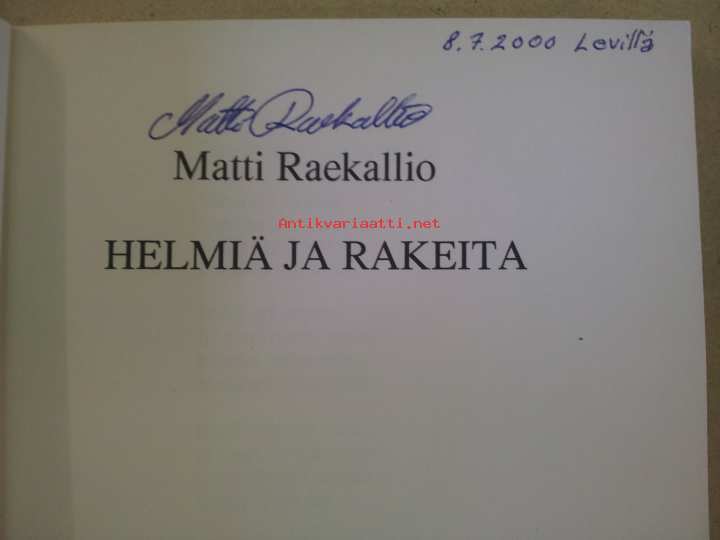 8.7.2000 Levillä
Matti Raekallio
Matti Raekallio
Antikvariaatti.net
HELMIÄ JA RAKEITA